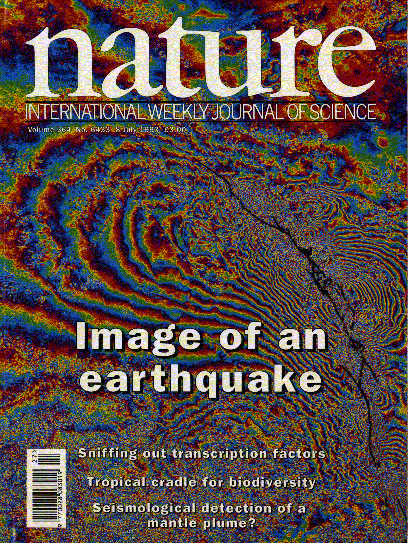 nature
INTERNATIONAL WEEKLY JOURNAL OF SCIENCE
Volume 364 No. 6433 8 July 1993 £3.00
Image of an
earthquake
Sniffing out transcription factors
Tropical cradle for biodiversity
Seismological detection of a
mantle plume?